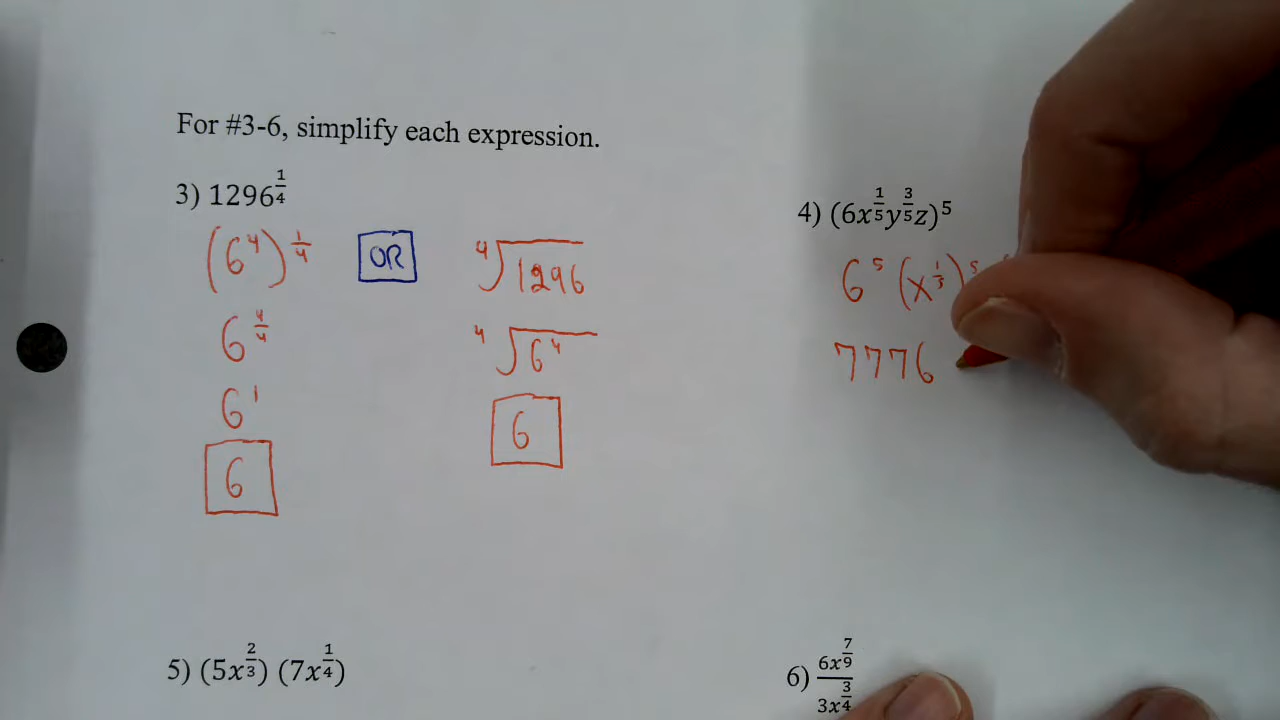 For #3-6, simplify each expression.
3) 1296^(1/4)
(6^4)^(1/4) OR ⁴√1296
6^(4/4) ⁴√6^4
6^1
6 6
4) (6x^(1/5)y^(3/5)z)^5
6^5 (x^(1/5))^5
7776
5) (5x^(2/3)) (7x^(1/4))
6) 6x^(7/9) / 3x^(3/4)